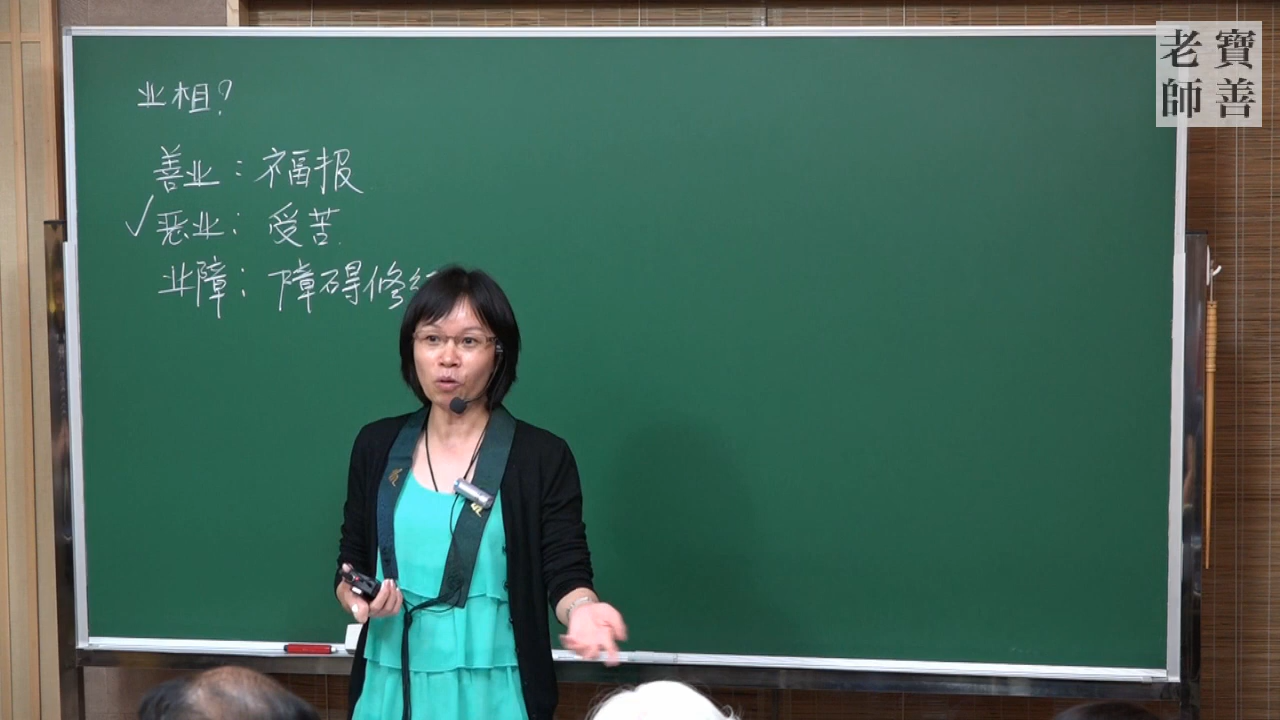 业相?
善业:福报
✓恶业:受苦.
业障:障碍修
寶善
老師